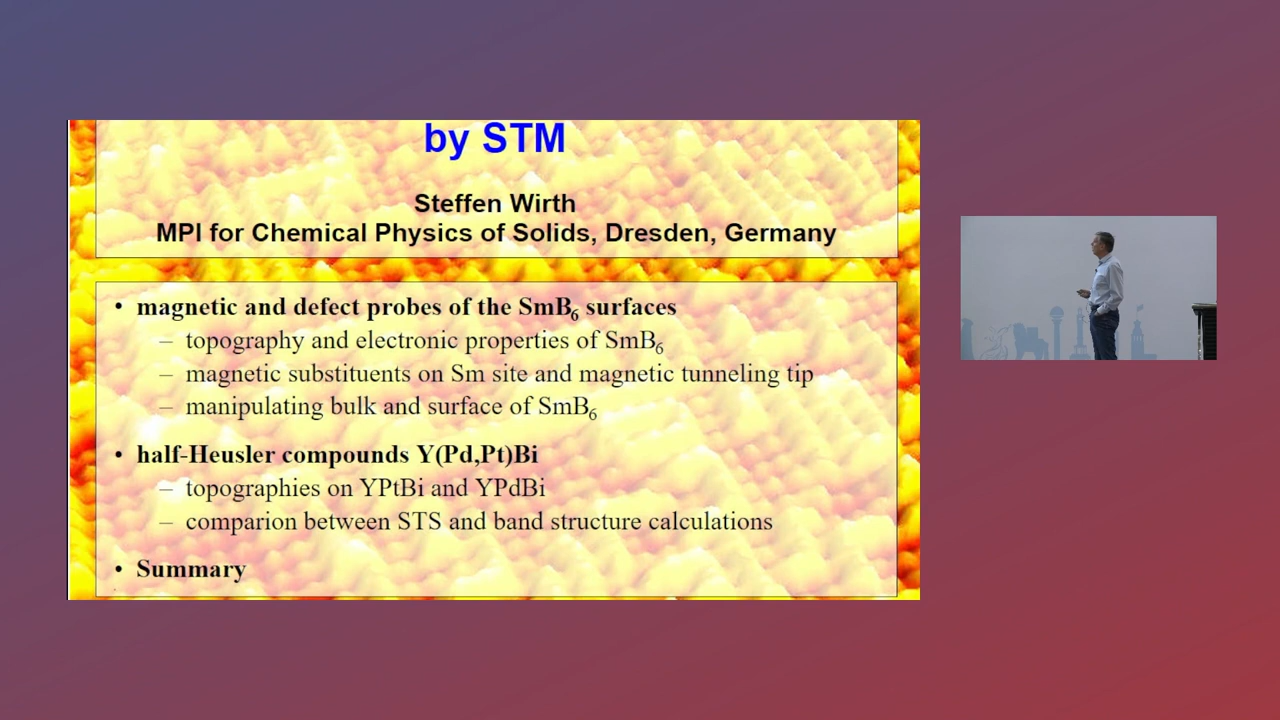 by STM
Steffen Wirth
MPI for Chemical Physics of Solids, Dresden, Germany
• magnetic and defect probes of the SmB₆ surfaces
– topography and electronic properties of SmB₆
– magnetic substituents on Sm site and magnetic tunneling tip
– manipulating bulk and surface of SmB₆
• half-Heusler compounds Y(Pd,Pt)Bi
– topographies on YPtBi and YPdBi
– comparion between STS and band structure calculations
• Summary